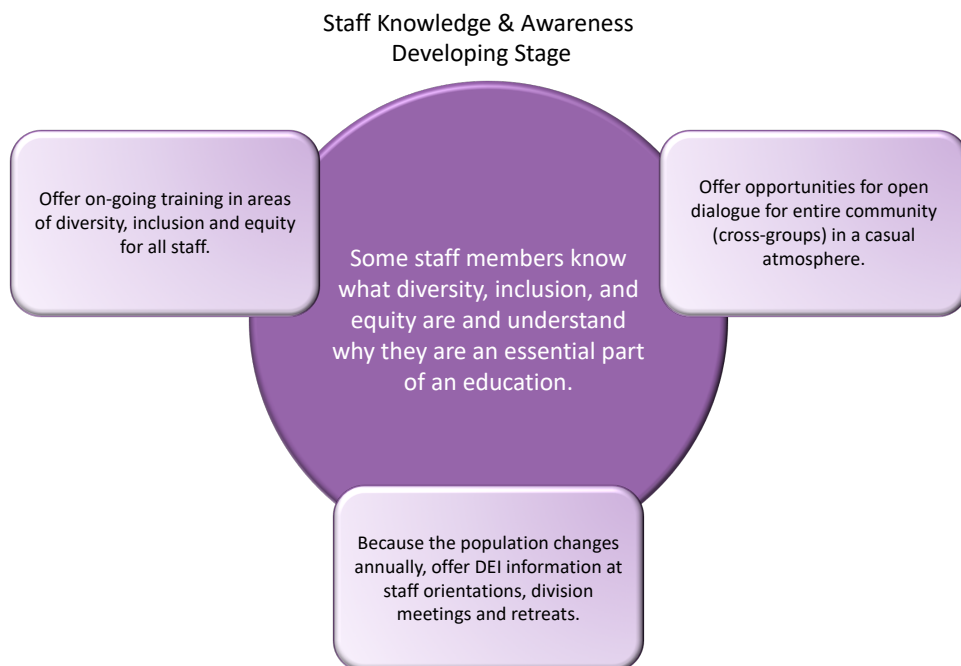 Staff Knowledge & Awareness
Developing Stage
Offer on-going training in areas
of diversity, inclusion and equity
for all staff.
Offer opportunities for open
dialogue for entire community
(cross-groups) in a casual
atmosphere.
Some staff members know
what diversity, inclusion, and
equity are and understand
why they are an essential part
of an education.
Because the population changes
annually, offer DEI information at
staff orientations, division
meetings and retreats.